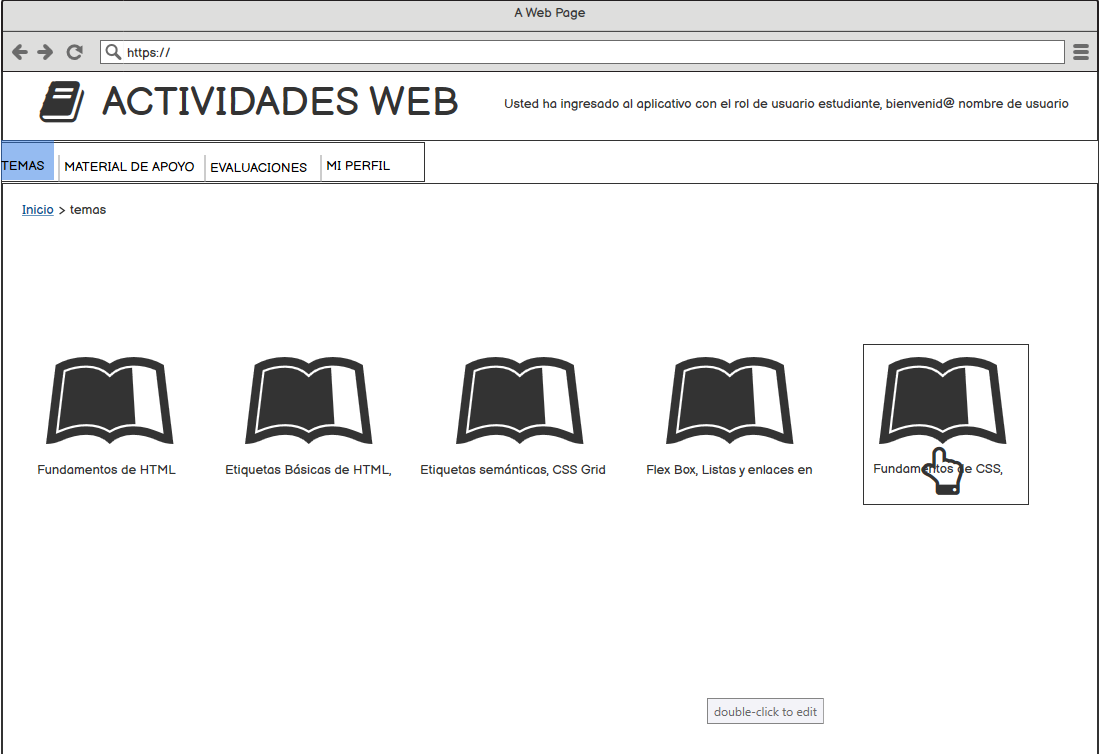 A Web Page
https://
ACTIVIDADES WEB
Usted ha ingresado al aplicativo con el rol de usuario estudiante, bienvenid@ nombre de usuario
TEMAS MATERIAL DE APOYO EVALUACIONES MI PERFIL
Inicio > temas
Fundamentos de HTML
Etiquetas Básicas de HTML,
Etiquetas semánticas, CSS Grid
Flex Box, Listas y enlaces en
Fundamentos de CSS,
double-click to edit